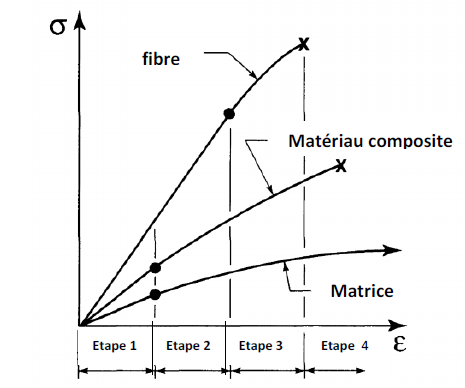 σ
fibre
Matériau composite
Matrice
Etape 1 Etape 2 Etape 3 Etape 4 ε